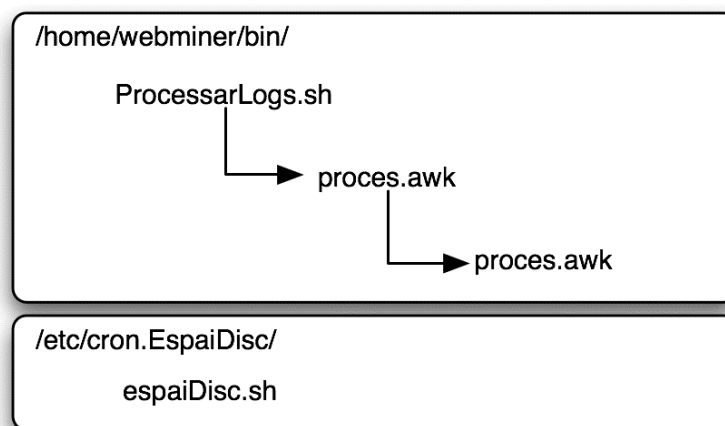 /home/webminer/bin/
ProcessarLogs.sh
proces.awk
proces.awk
/etc/cron.EspaiDisc/
espaiDisc.sh